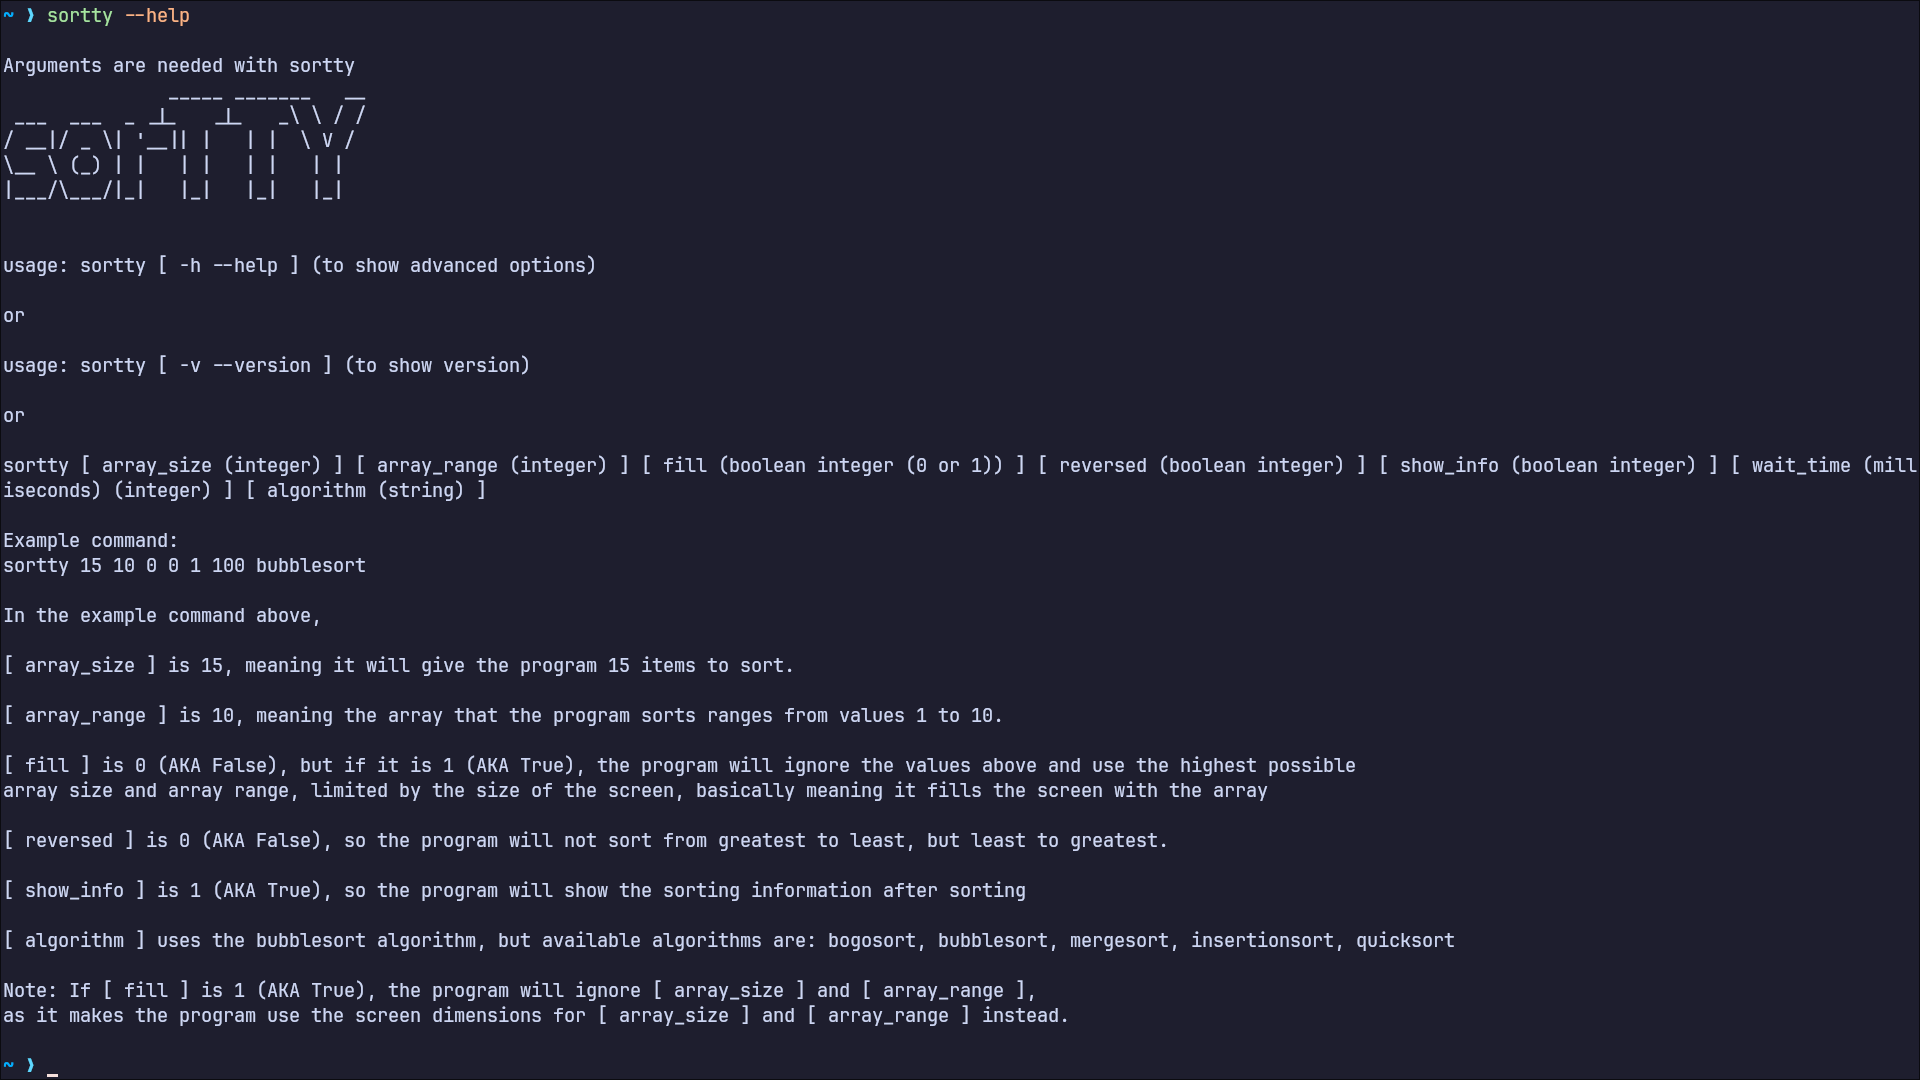 ~ ❯ sortty --help

Arguments are needed with sortty
               _____ _______   __
 ___  ___  _ _|_   _|_   _\ \ / /
/ __|/ _ \| '__|| |   | |  \ V /
\__ \ (_) | |   | |   | |   | |
|___/\___/|_|   |_|   |_|   |_|


usage: sortty [ -h --help ] (to show advanced options)

or

usage: sortty [ -v --version ] (to show version)

or

sortty [ array_size (integer) ] [ array_range (integer) ] [ fill (boolean integer (0 or 1)) ] [ reversed (boolean integer) ] [ show_info (boolean integer) ] [ wait_time (mill
iseconds) (integer) ] [ algorithm (string) ]

Example command:
sortty 15 10 0 0 1 100 bubblesort

In the example command above,

[ array_size ] is 15, meaning it will give the program 15 items to sort.

[ array_range ] is 10, meaning the array that the program sorts ranges from values 1 to 10.

[ fill ] is 0 (AKA False), but if it is 1 (AKA True), the program will ignore the values above and use the highest possible
array size and array range, limited by the size of the screen, basically meaning it fills the screen with the array

[ reversed ] is 0 (AKA False), so the program will not sort from greatest to least, but least to greatest.

[ show_info ] is 1 (AKA True), so the program will show the sorting information after sorting

[ algorithm ] uses the bubblesort algorithm, but available algorithms are: bogosort, bubblesort, mergesort, insertionsort, quicksort

Note: If [ fill ] is 1 (AKA True), the program will ignore [ array_size ] and [ array_range ],
as it makes the program use the screen dimensions for [ array_size ] and [ array_range ] instead.

~ ❯ _